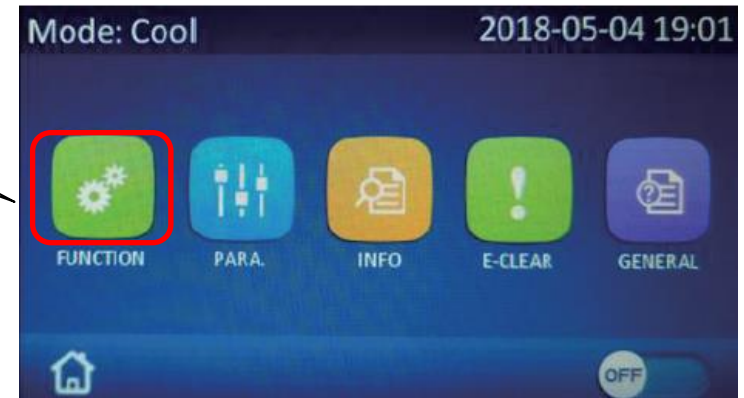 Mode: Cool 2018-05-04 19:01
FUNCTION PARA. INFO E-CLEAR GENERAL
OFF